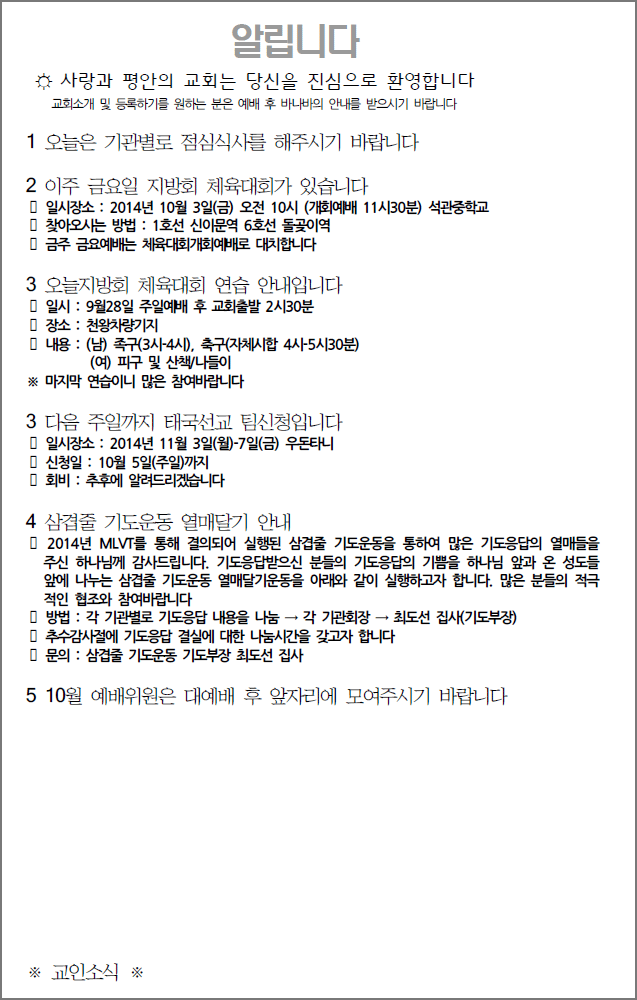 알립니다
☼ 사랑과 평안의 교회는 당신을 진심으로 환영합니다
교회소개 및 등록하기를 원하는 분은 예배 후 바나바의 안내를 받으시기 바랍니다
1 오늘은 기관별로 점심식사를 해주시기 바랍니다
2 이주 금요일 지방회 체육대회가 있습니다
▯ 일시장소 : 2014년 10월 3일(금) 오전 10시 (개회예배 11시30분) 석관중학교
▯ 찾아오시는 방법 : 1호선 신이문역 6호선 돌곶이역
▯ 금주 금요예배는 체육대회개회예배로 대치합니다
3 오늘지방회 체육대회 연습 안내입니다
▯ 일시 : 9월28일 주일예배 후 교회출발 2시30분
▯ 장소 : 천왕차량기지
▯ 내용 : (남) 족구(3시-4시), 축구(자체시합 4시-5시30분)
(여) 피구 및 산책/나들이
※ 마지막 연습이니 많은 참여바랍니다
3 다음 주일까지 태국선교 팀신청입니다
▯ 일시장소 : 2014년 11월 3일(월)-7일(금) 우돈타니
▯ 신청일 : 10월 5일(주일)까지
▯ 회비 : 추후에 알려드리겠습니다
4 삼겹줄 기도운동 열매달기 안내
▯ 2014년 MLVT를 통해 결의되어 실행된 삼겹줄 기도운동을 통하여 많은 기도응답의 열매들을
주신 하나님께 감사드립니다. 기도응답받으신 분들의 기도응답의 기쁨을 하나님 앞과 온 성도들
앞에 나누는 삼겹줄 기도운동 열매달기운동을 아래와 같이 실행하고자 합니다. 많은 분들의 적극
적인 협조와 참여바랍니다
▯ 방법 : 각 기관별로 기도응답 내용을 나눔 → 각 기관회장 → 최도선 집사(기도부장)
▯ 추수감사절에 기도응답 결실에 대한 나눔시간을 갖고자 합니다
▯ 문의 : 삼겹줄 기도운동 기도부장 최도선 집사
5 10월 예배위원은 대예배 후 앞자리에 모여주시기 바랍니다
※ 교인소식 ※